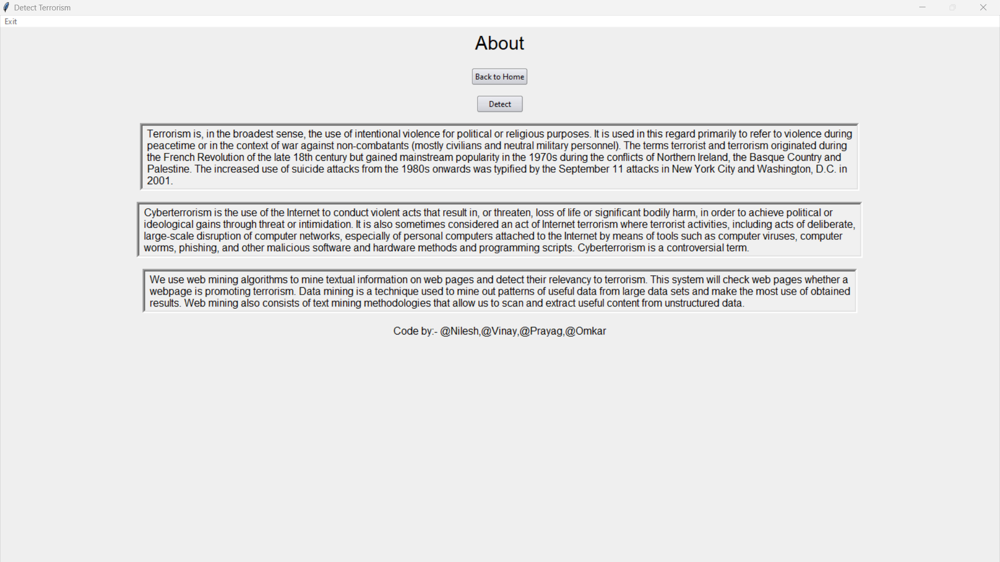 Detect Terrorism
Exit
About
Back to Home
Detect
Terrorism is, in the broadest sense, the use of intentional violence for political or religious purposes. It is used in this regard primarily to refer to violence during
peacetime or in the context of war against non-combatants (mostly civilians and neutral military personnel). The terms terrorist and terrorism originated during
the French Revolution of the late 18th century but gained mainstream popularity in the 1970s during the conflicts of Northern Ireland, the Basque Country and
Palestine. The increased use of suicide attacks from the 1980s onwards was typified by the September 11 attacks in New York City and Washington, D.C. in
2001.
Cyberterrorism is the use of the Internet to conduct violent acts that result in, or threaten, loss of life or significant bodily harm, in order to achieve political or
ideological gains through threat or intimidation. It is also sometimes considered an act of Internet terrorism where terrorist activities, including acts of deliberate,
large-scale disruption of computer networks, especially of personal computers attached to the Internet by means of tools such as computer viruses, computer
worms, phishing, and other malicious software and hardware methods and programming scripts. Cyberterrorism is a controversial term.
We use web mining algorithms to mine textual information on web pages and detect their relevancy to terrorism. This system will check web pages whether a
webpage is promoting terrorism. Data mining is a technique used to mine out patterns of useful data from large data sets and make the most use of obtained
results. Web mining also consists of text mining methodologies that allow us to scan and extract useful content from unstructured data.
Code by:- @Nilesh,@Vinay,@Prayag,@Omkar